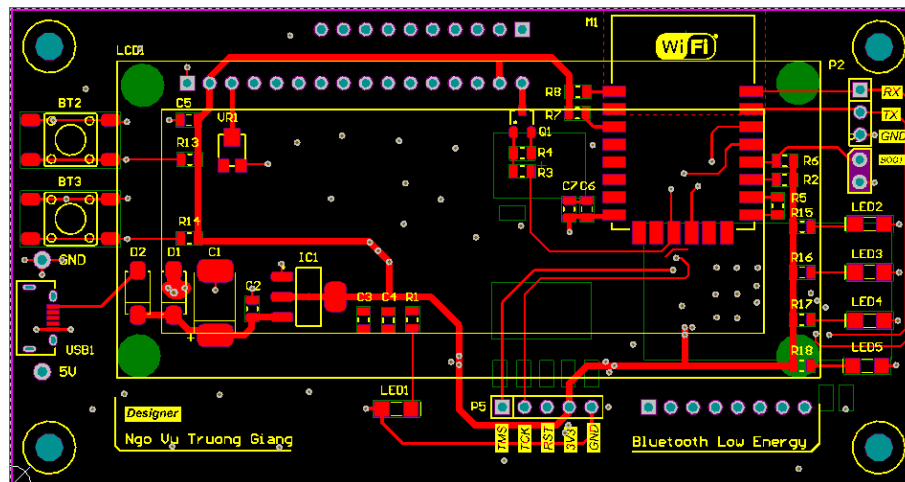 M1
WiFi
LCD1
P2
BT2
C5
R8
RX
VR1
R7
TX
Q1
GND
R13
R4
R6
BOO1
BT3
R3
R2
C7 C6
R5
R14
R15
LED2
GND
D2
D1
C1
IC1
R16
LED3
C2
C3 C4 R1
R17
LED4
USB1
+
R18
LED5
5V
LED1
P5
Designer
TMS
TCK
RST
3V3
GND
Ngo Vu Truong Giang
Bluetooth Low Energy